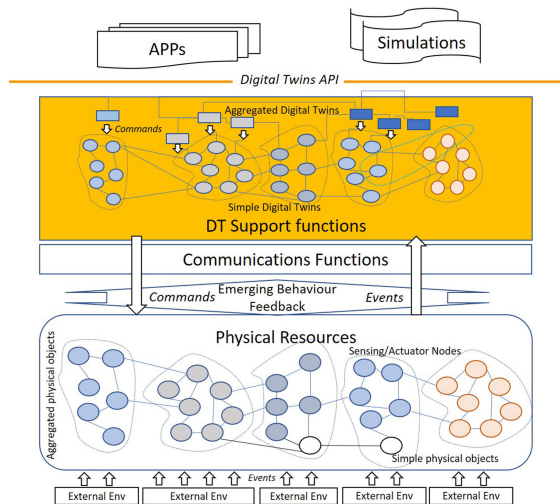 APPs
Simulations
Digital Twins API
Aggregated Digital Twins
Commands
Simple Digital Twins
DT Support functions
Communications Functions
Commands
Emerging Behaviour
Feedback
Events
Physical Resources
Aggregated physical objects
Sensing/Actuator Nodes
Simple physical objects
Events
External Env
External Env
External Env
External Env
External Env